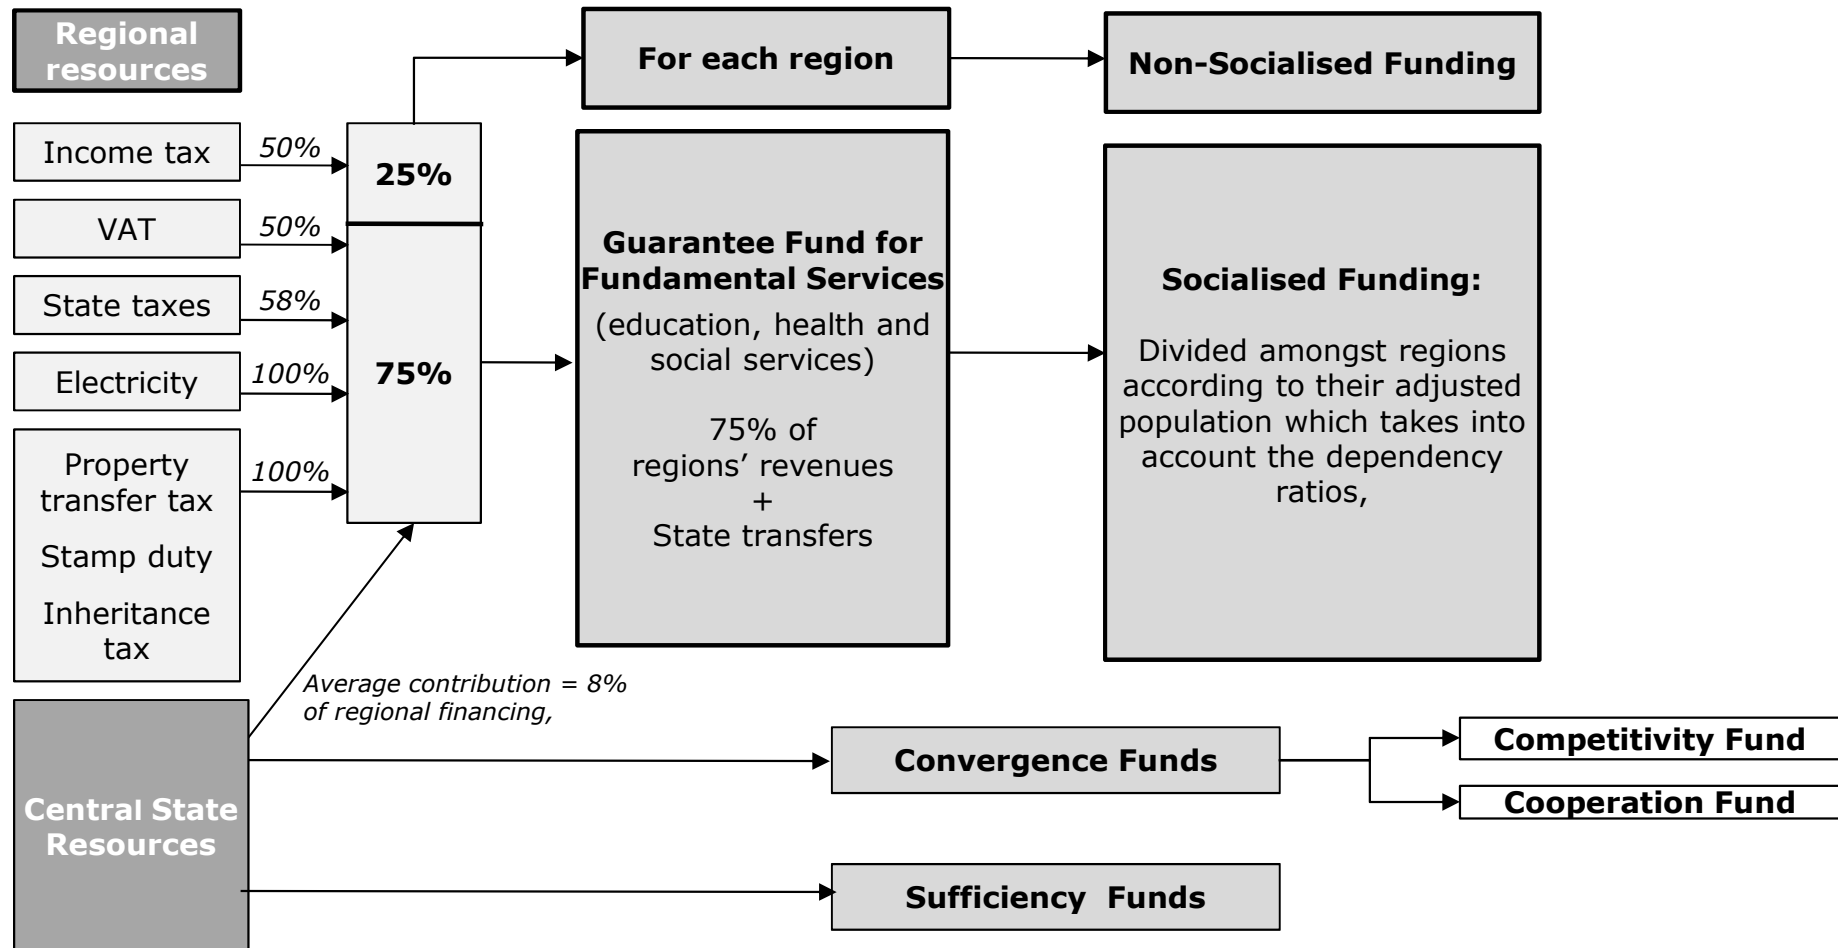 Regional
resources
For each region
Non-Socialised Funding
Income tax
50%
25%
VAT
50%
State taxes
58%
Electricity
100%
75%
Property
transfer tax
100%
Stamp duty
Inheritance
tax
Guarantee Fund for
Fundamental Services
(education, health and
social services)
75% of
regions’ revenues
+
State transfers
Socialised Funding:
Divided amongst regions
according to their adjusted
population which takes into
account the dependency
ratios,
Average contribution = 8%
of regional financing,
Central State
Resources
Convergence Funds
Competitivity Fund
Cooperation Fund
Sufficiency Funds